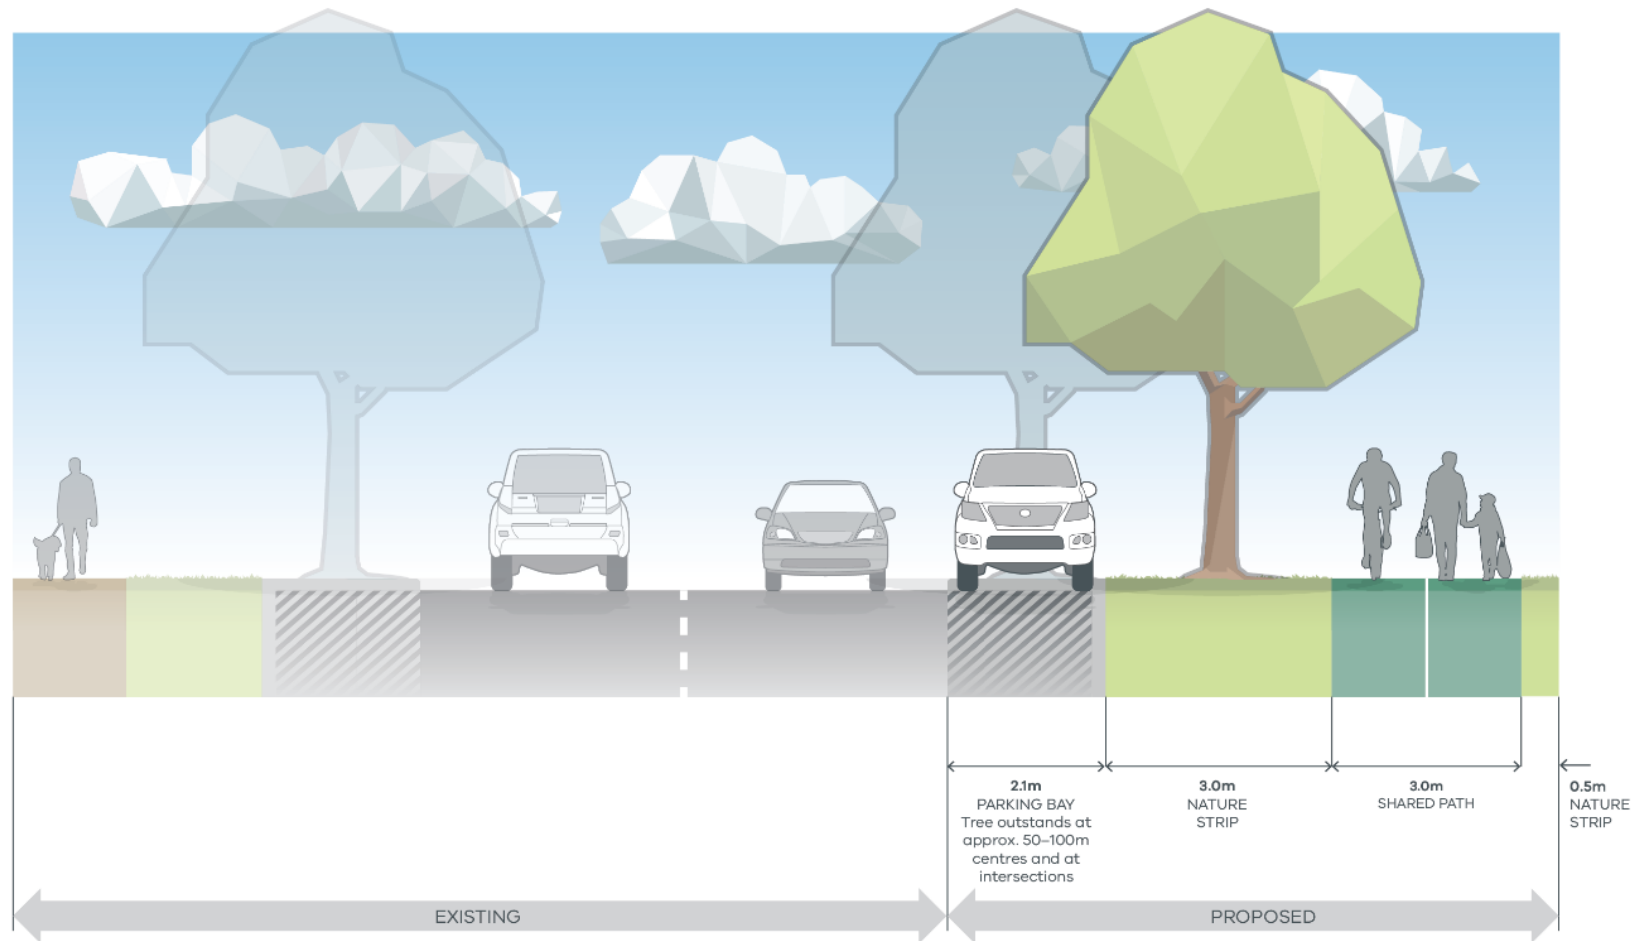 2.1m
PARKING BAY
Tree outstands at
approx. 50–100m
centres and at
intersections
3.0m
NATURE
STRIP
3.0m
SHARED PATH
0.5m
NATURE
STRIP
EXISTING
PROPOSED